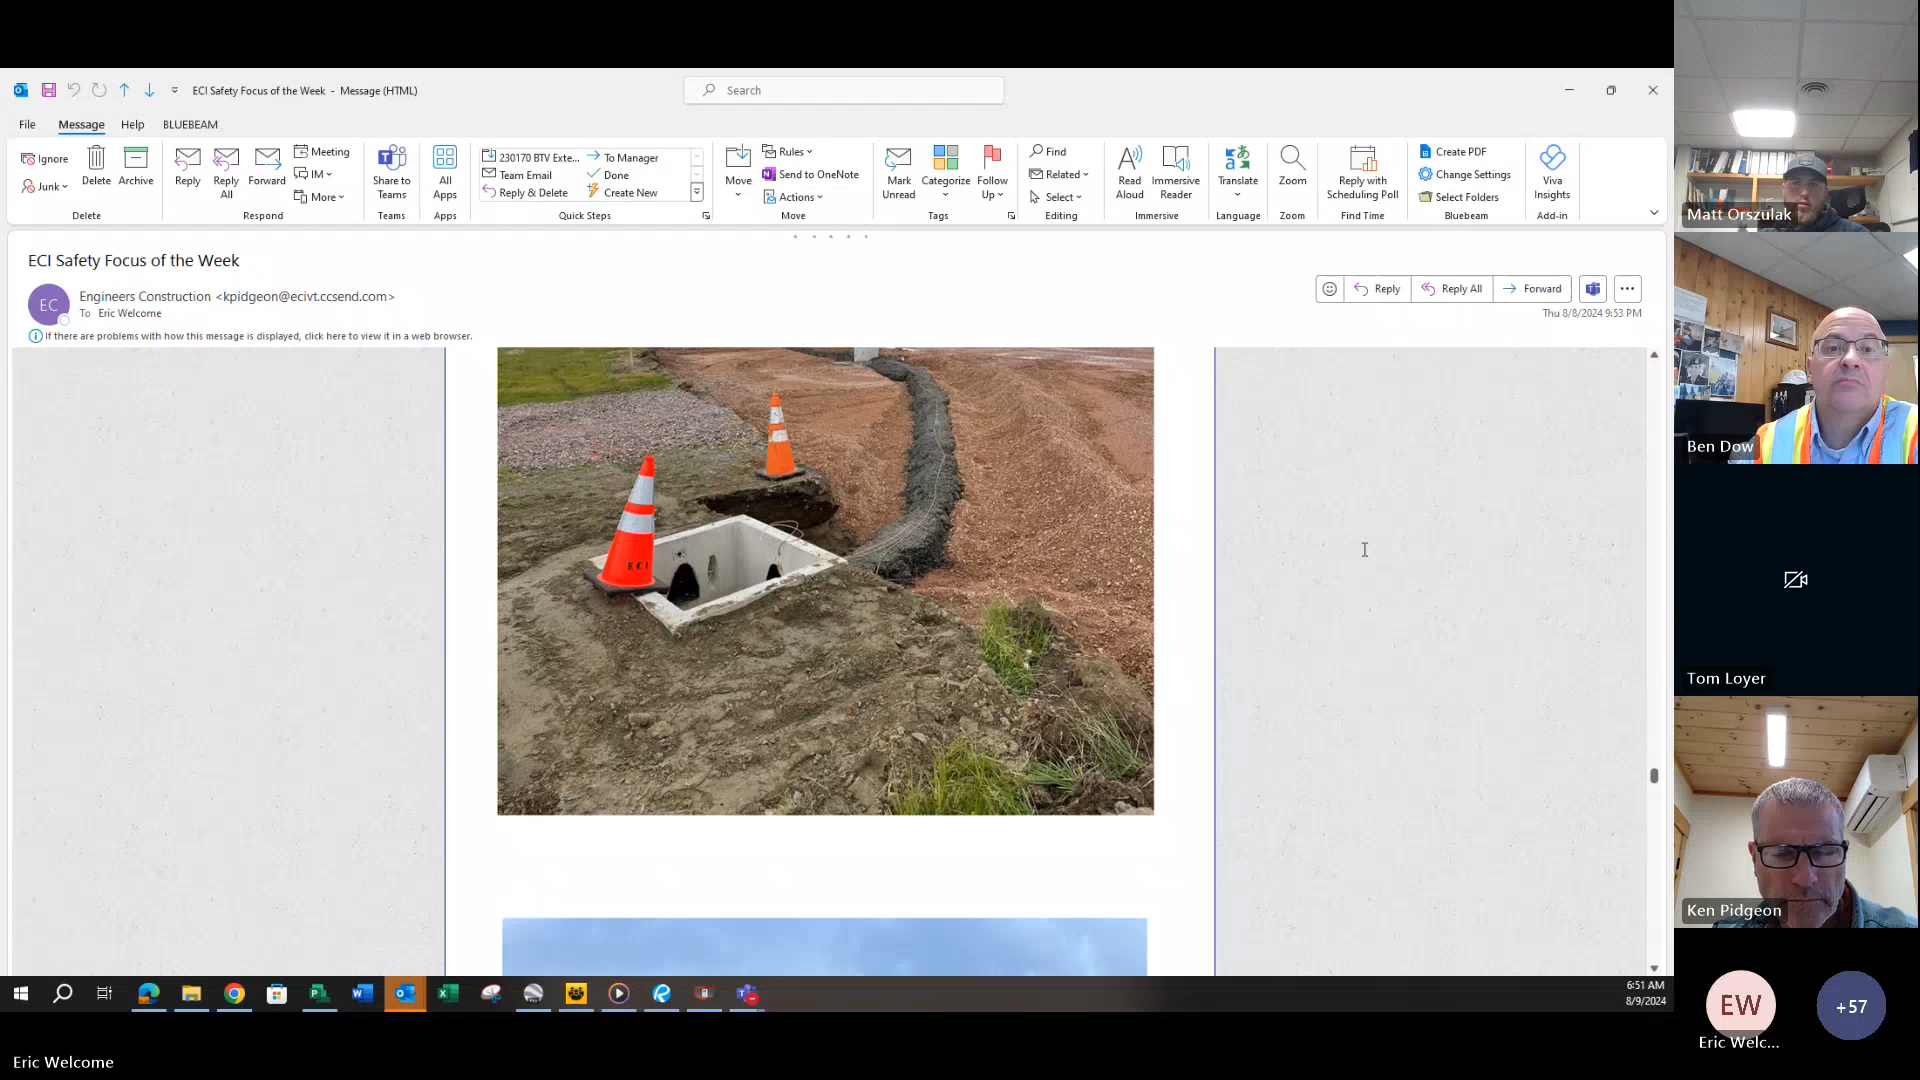 ECI Safety Focus of the Week - Message (HTML)
Search
File Message Help BLUEBEAM
Ignore
Junk
Delete
Archive
Delete
Reply
Reply All
Forward
Meeting
IM
More
Respond
Share to Teams
Teams
All Apps
Apps
230170 BTV Exte...
Team Email
Reply & Delete
To Manager
Done
Create New
Quick Steps
Move
Rules
Send to OneNote
Actions
Move
Mark Unread
Categorize
Follow Up
Tags
Find
Related
Select
Editing
Read Aloud
Immersive Reader
Immersive
Translate
Language
Zoom
Zoom
Reply with Scheduling Poll
Find Time
Create PDF
Change Settings
Select Folders
Bluebeam
Viva Insights
Add-in
ECI Safety Focus of the Week
EC
Engineers Construction <kpidgeon@ecivt.ccsend.com>
To Eric Welcome
Reply
Reply All
Forward
Thu 8/8/2024 9:53 PM
If there are problems with how this message is displayed, click here to view it in a web browser.
ECI
6:51 AM
8/9/2024
Eric Welcome
Matt Orszulak
Ben Dow
Tom Loyer
Ken Pidgeon
EW
Eric Welc...
+57